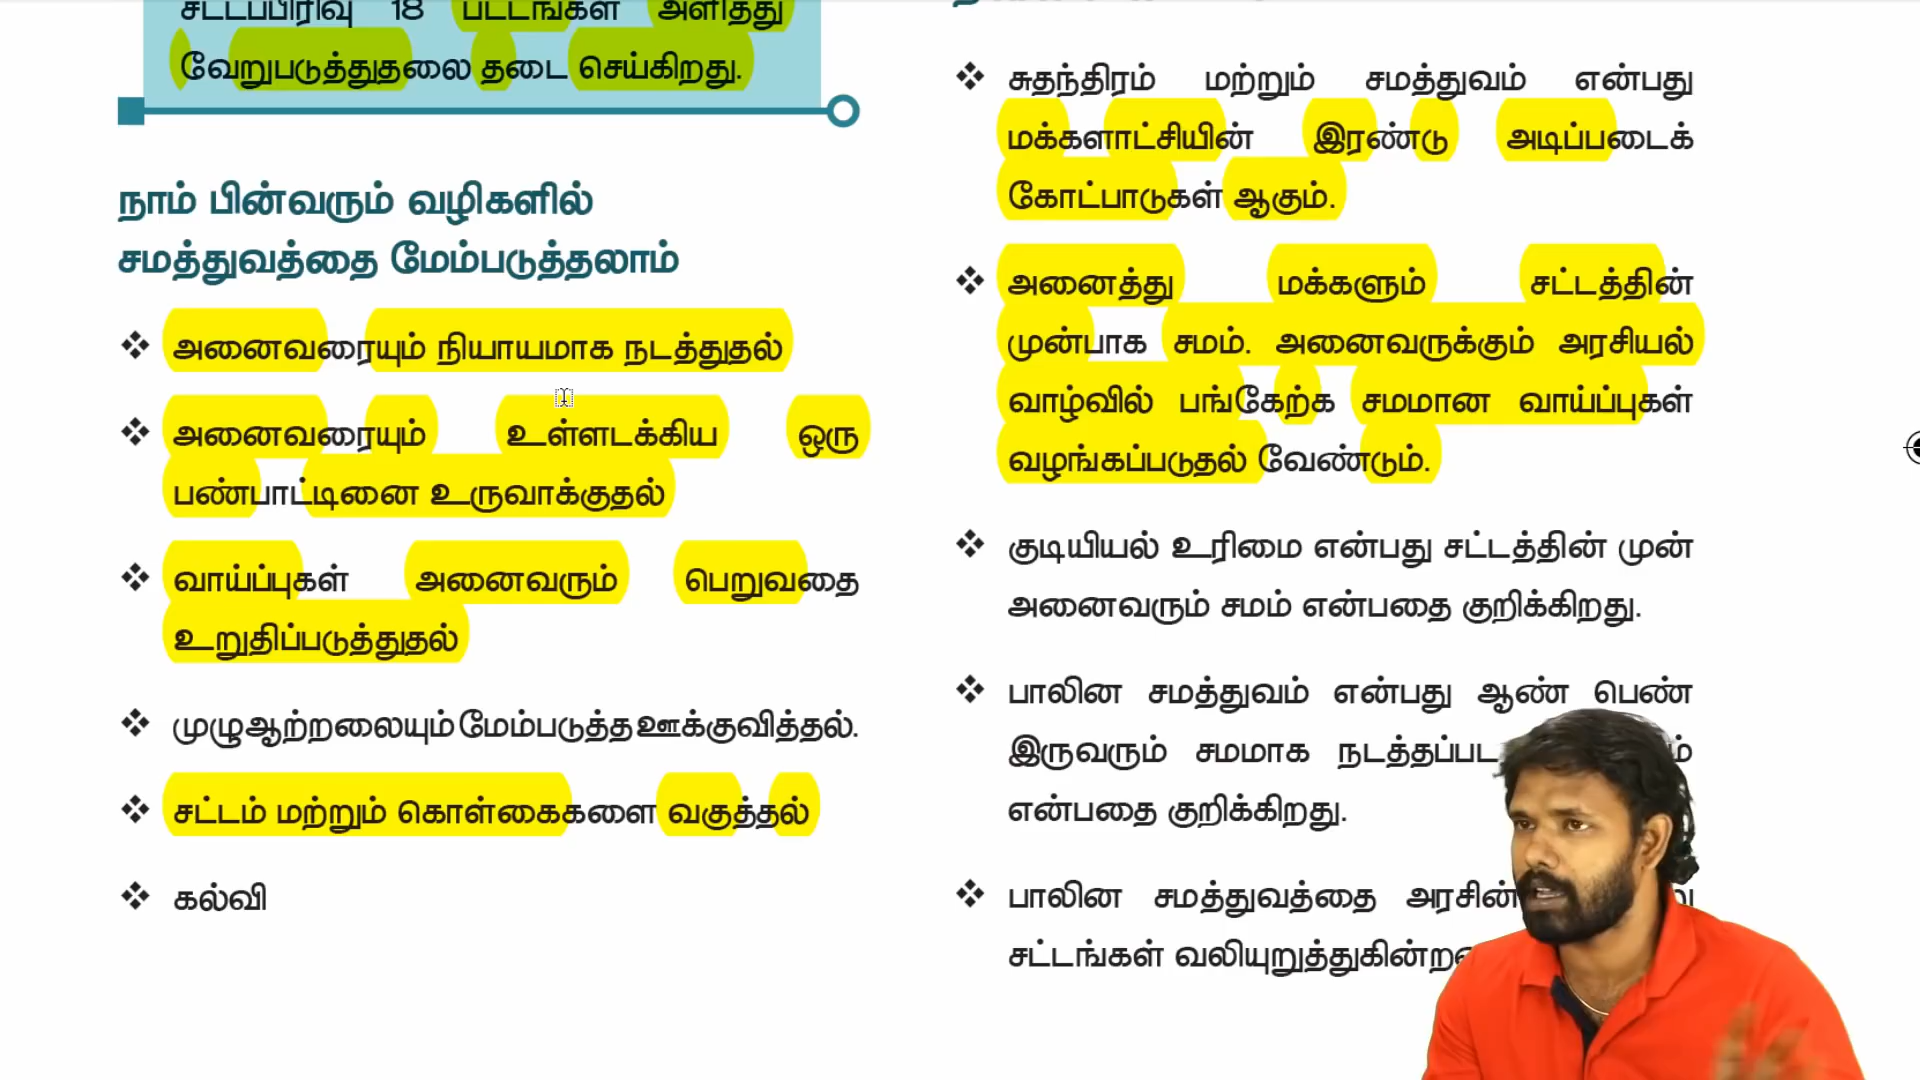 சட்டப்பிரிவு 18 பட்டங்கள் அளித்து
வேறுபடுத்துதலை தடை செய்கிறது.
நாம் பின்வரும் வழிகளில்
சமத்துவத்தை மேம்படுத்தலாம்
❖ அனைவரையும் நியாயமாக நடத்துதல்
❖ அனைவரையும் உள்ளடக்கிய ஒரு
பண்பாட்டினை உருவாக்குதல்
❖ வாய்ப்புகள் அனைவரும் பெறுவதை
உறுதிப்படுத்துதல்
❖ முழு ஆற்றலையும் மேம்படுத்த ஊக்குவித்தல்.
❖ சட்டம் மற்றும் கொள்கைகளை வகுத்தல்
❖ கல்வி
❖ சுதந்திரம் மற்றும் சமத்துவம் என்பது
மக்களாட்சியின் இரண்டு அடிப்படைக்
கோட்பாடுகள் ஆகும்.
❖ அனைத்து மக்களும் சட்டத்தின்
முன்பாக சமம். அனைவருக்கும் அரசியல்
வாழ்வில் பங்கேற்க சமமான வாய்ப்புகள்
வழங்கப்படுதல் வேண்டும்.
❖ குடியியல் உரிமை என்பது சட்டத்தின் முன்
அனைவரும் சமம் என்பதை குறிக்கிறது.
❖ பாலின சமத்துவம் என்பது ஆண் பெண்
இருவரும் சமமாக நடத்தப்பட
என்பதை குறிக்கிறது.
❖ பாலின சமத்துவத்தை அரசின்
சட்டங்கள்